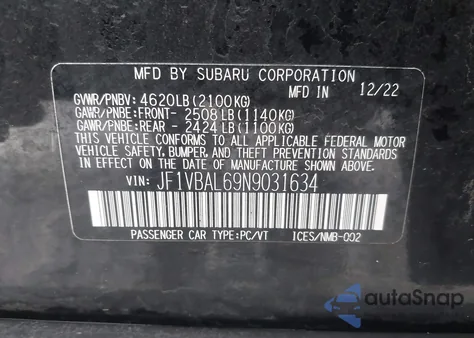 MFD BY SUBARU CORPORATION
IN JAPAN 12/22
GVWR/PNBV: 4620LB(2100KG)
GAWR/PNBE:FRONT- 2508LB(1140KG)
GAWR/PNBE:REAR - 2424LB(1100KG)
THIS VEHICLE CONFORMS TO ALL APPLICABLE FEDERAL MOTOR
VEHICLE SAFETY, BUMPER, AND THEFT PREVENTION STANDARDS
IN EFFECT ON THE DATE OF MANUFACTURE SHOWN ABOVE.
VIN: JF1VBAL69N9031634
PASSENGER CAR TYPE:PC/VT ICES/NMB-002
autoSnap